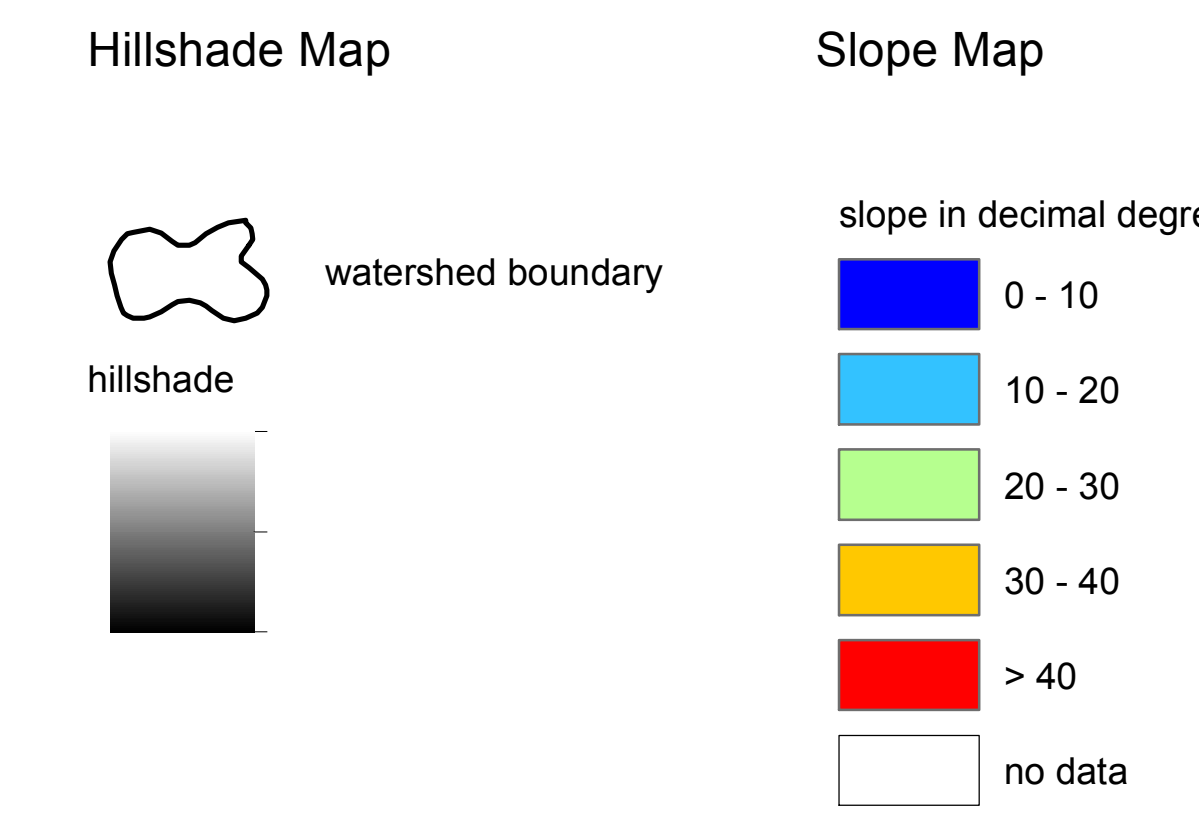 Hillshade Map
watershed boundary
hillshade
Slope Map
slope in decimal
0 - 10
10 - 20
20 - 30
30 - 40
> 40
no data